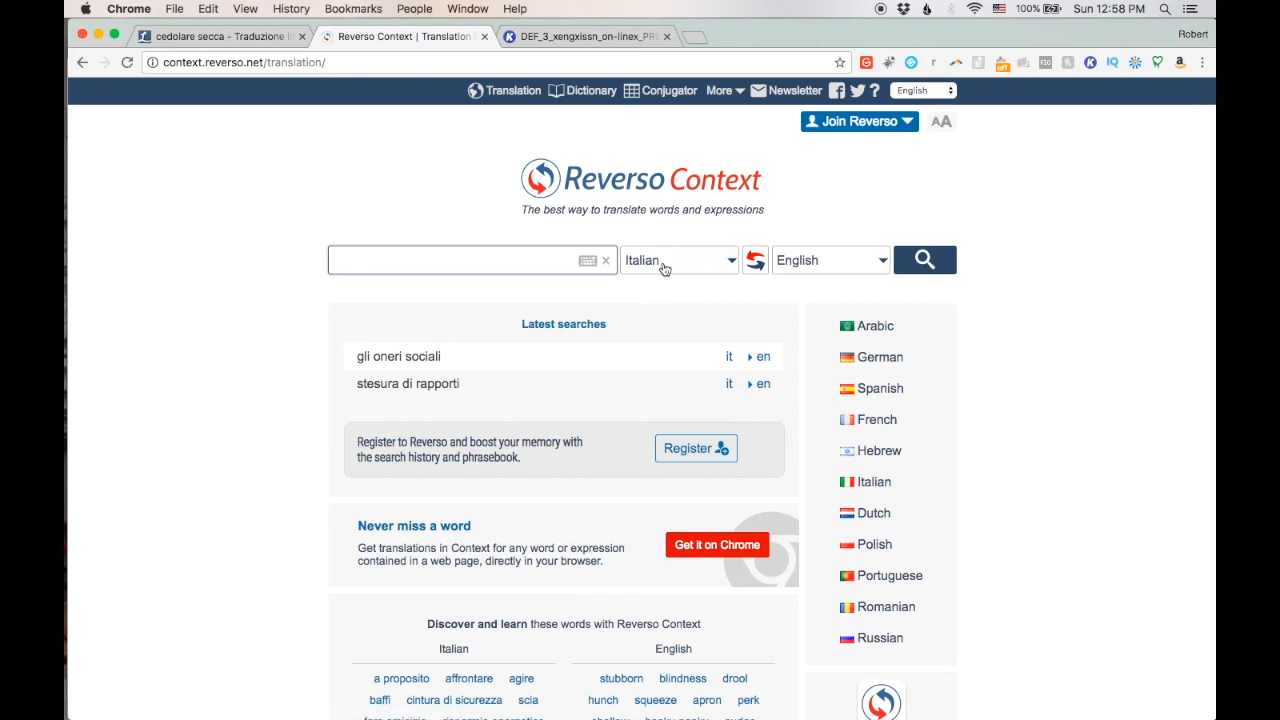 Chrome File Edit View History Bookmarks People Window Help 100% Sun 12:58 PM
cedolare secca - Traduzione in Reverso Context | Translation DEF_3_xengxissn_on-linex_PRO Robert
context.reverso.net/translation/
Translation Dictionary Conjugator More Newsletter ? English
Join Reverso AA
Reverso Context
The best way to translate words and expressions
Italian English
Latest searches
gli oneri sociali it en
stesura di rapporti it en
Register to Reverso and boost your memory with
the search history and phrasebook.
Register
Never miss a word
Get translations in Context for any word or expression
contained in a web page, directly in your browser.
Get it on Chrome
Discover and learn these words with Reverso Context
Italian English
a proposito affrontare agire stubborn blindness drool
baffi cintura di sicurezza scia hunch squeeze apron perk
Arabic
German
Spanish
French
Hebrew
Italian
Dutch
Polish
Portuguese
Romanian
Russian